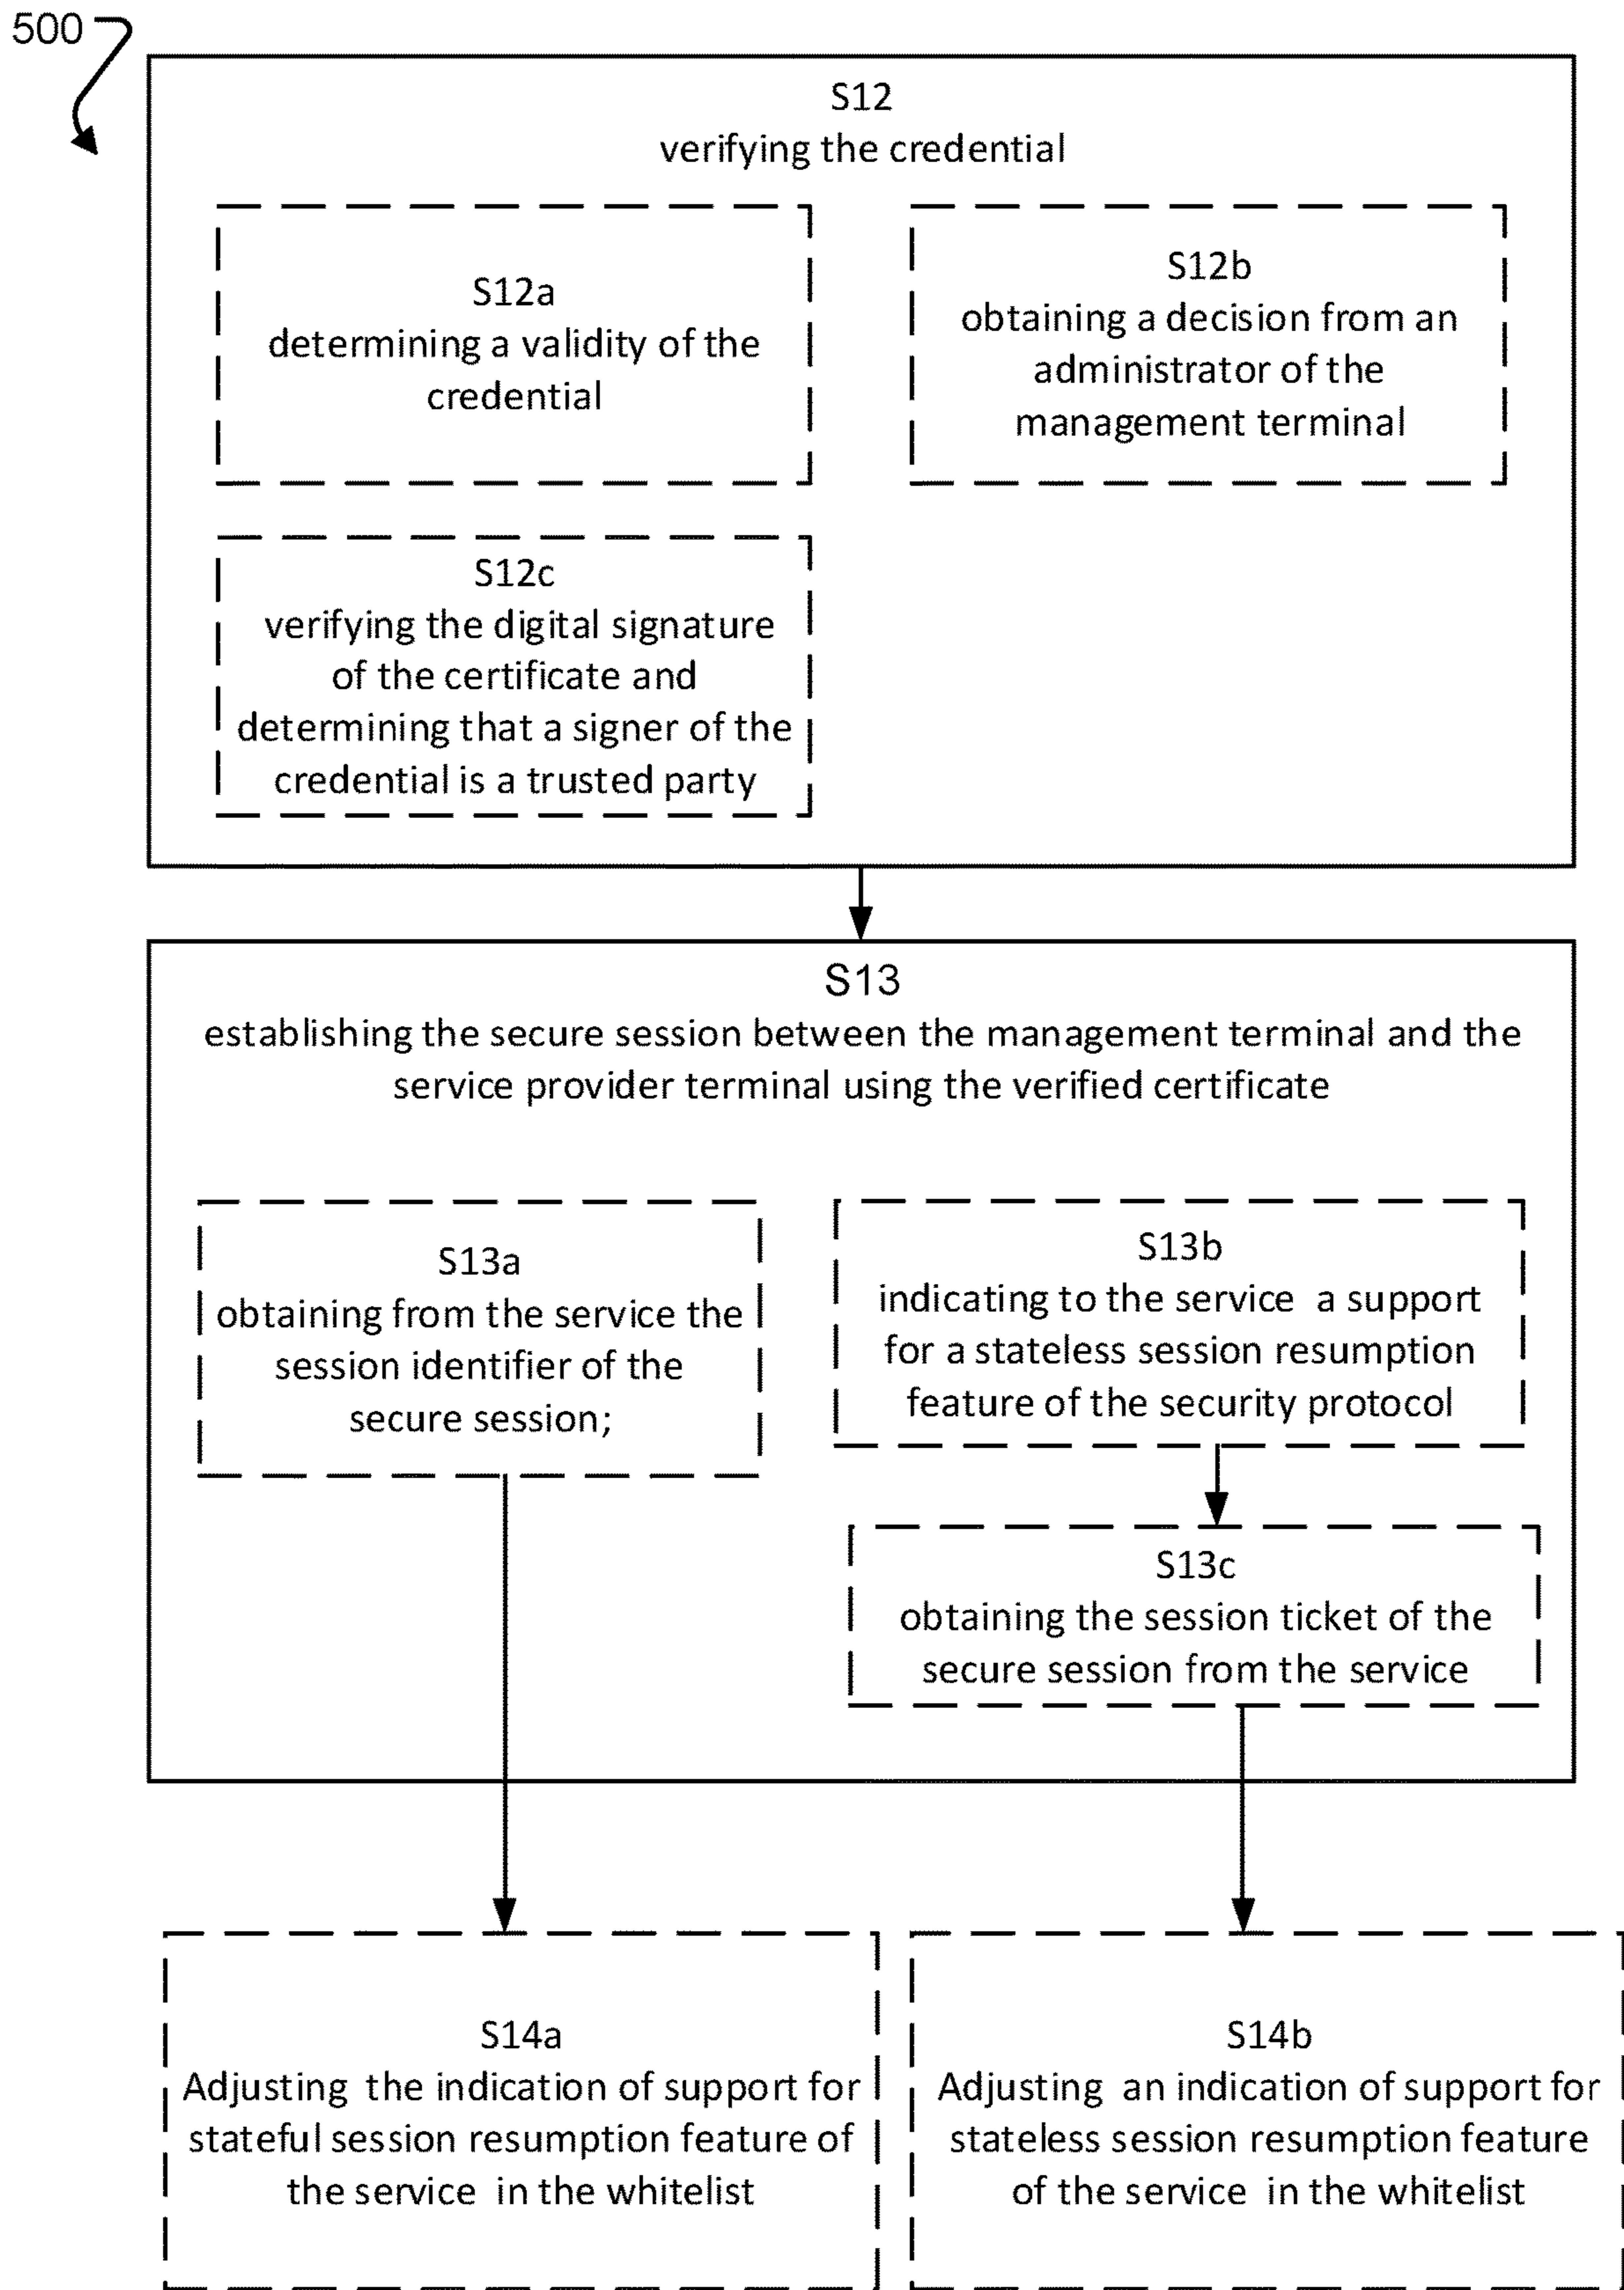 500
S12
verifying the credential
S12a
determining a validity of the
credential
S12b
obtaining a decision from an
administrator of the
management terminal
S12c
verifying the digital signature
of the certificate and
determining that a signer of the
credential is a trusted party
S13
establishing the secure session between the management terminal and the
service provider terminal using the verified certificate
S13a
obtaining from the service the
session identifier of the
secure session;
S13b
indicating to the service a support
for a stateless session resumption
feature of the security protocol
S13c
obtaining the session ticket of the
secure session from the service
S14a
Adjusting the indication of support for
stateful session resumption feature of
the service in the whitelist
S14b
Adjusting an indication of support for
stateless session resumption feature
of the service in the whitelist